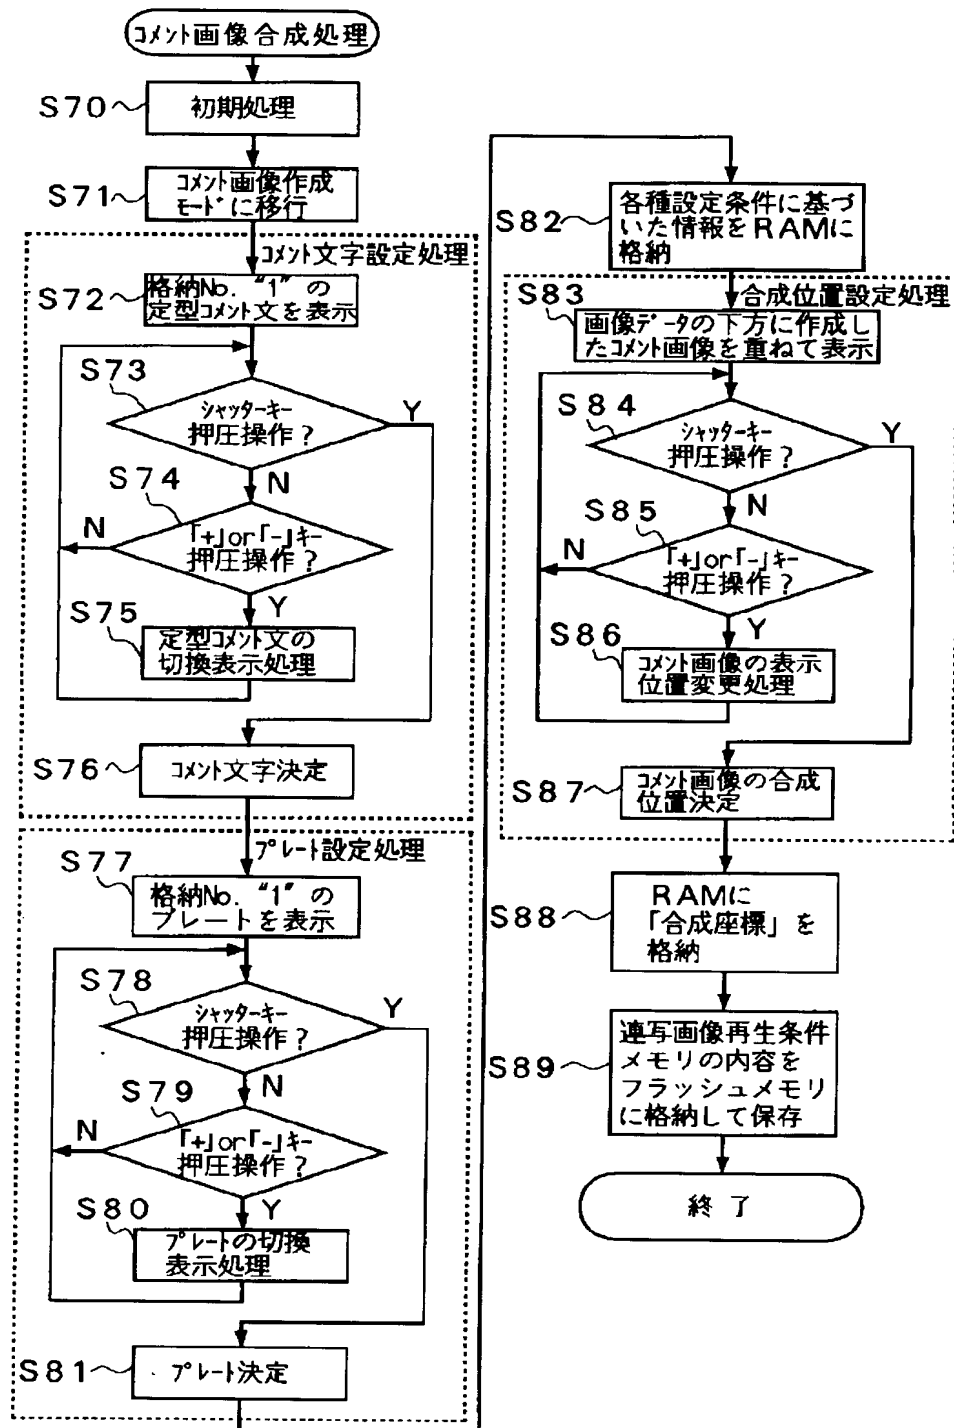 コメント画像合成処理
S70
初期処理
S71
コメント画像作成
モードに移行
コメント文字設定処理
S72
格納No. “1” の
定型コメント文を表示
S73
シャッターキー
押圧操作？
Y
N
S74
「+」or「-」キー
押圧操作？
N
Y
S75
定型コメント文の
切換表示処理
S76
コメント文字決定
プレート設定処理
S77
格納No. “1” の
プレートを表示
S78
シャッターキー
押圧操作？
Y
N
S79
「+」or「-」キー
押圧操作？
N
Y
S80
プレートの切換
表示処理
S81
プレート決定
S82
各種設定条件に基づ
いた情報をRAMに
格納
S83
合成位置設定処理
画像データの下方に作成し
たコメント画像を重ねて表示
S84
シャッターキー
押圧操作？
Y
N
S85
「+」or「-」キー
押圧操作？
N
Y
S86
コメント画像の表示
位置変更処理
S87
コメント画像の合成
位置決定
S88
RAMに
「合成座標」を
格納
S89
連写画像再生条件
メモリの内容を
フラッシュメモリ
に格納して保存
終了